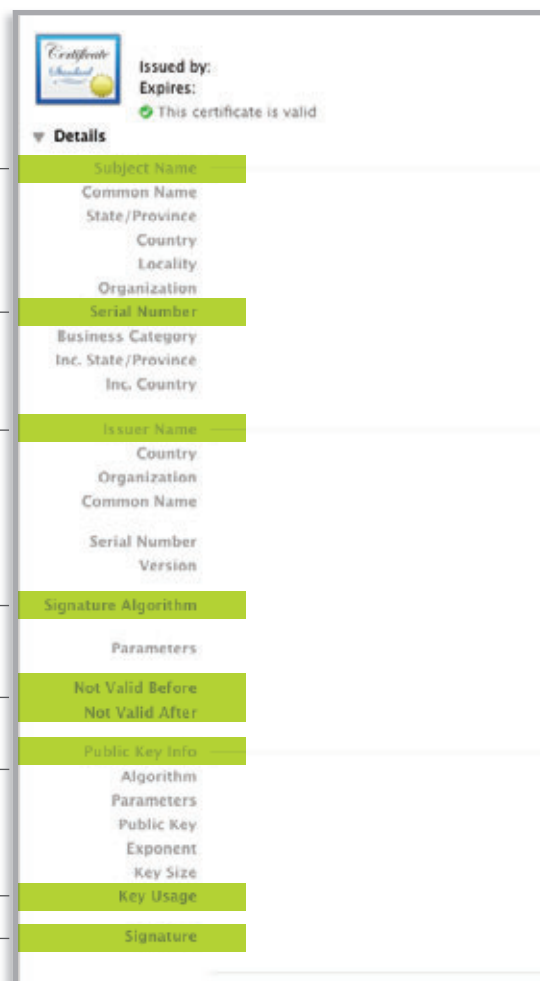 Certificate
Standard
Issued by:
Expires:
This certificate is valid
Details
Subject Name
Common Name
State/Province
Country
Locality
Organization
Serial Number
Business Category
Inc. State/Province
Inc. Country
Issuer Name
Country
Organization
Common Name
Serial Number
Version
Signature Algorithm
Parameters
Not Valid Before
Not Valid After
Public Key Info
Algorithm
Parameters
Public Key
Exponent
Key Size
Key Usage
Signature